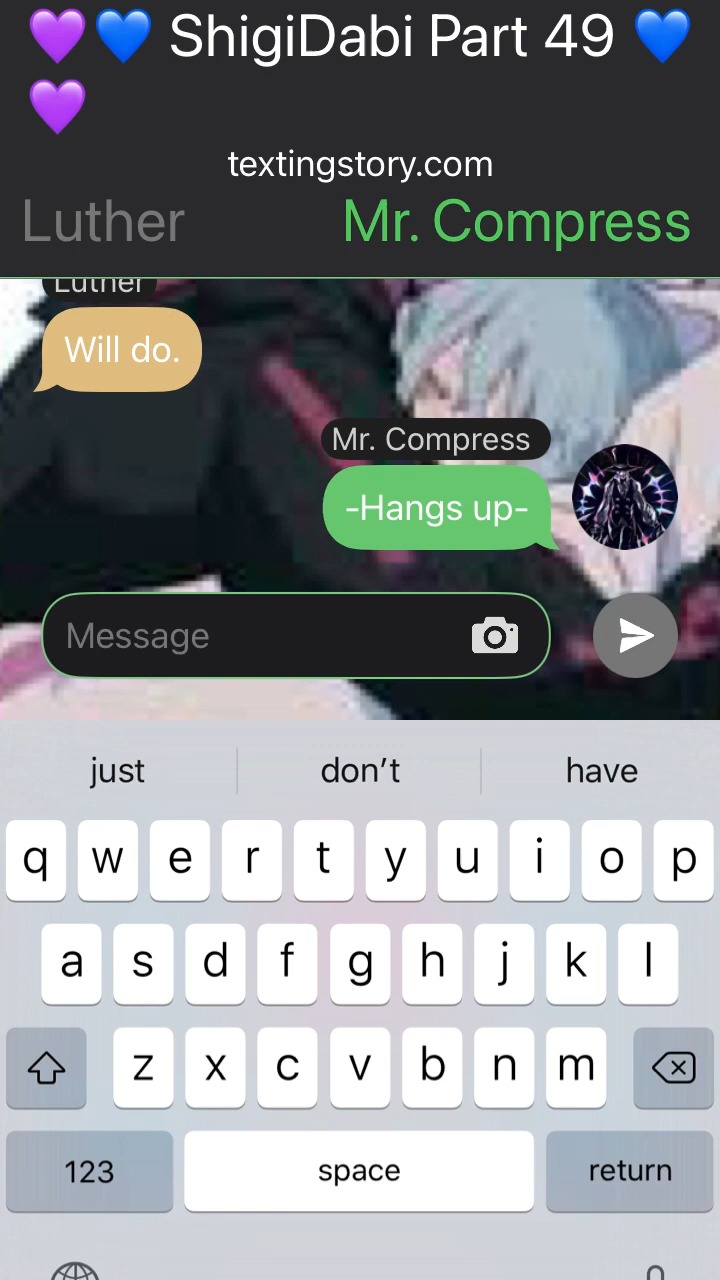 💜💙 ShigiDabi Part 49 💙
💜
textingstory.com
Luther Mr. Compress
Luther
Will do.
Mr. Compress
-Hangs up-
Message
just don’t have
q w e r t y u i o p
a s d f g h j k l
z x c v b n m
123 space return